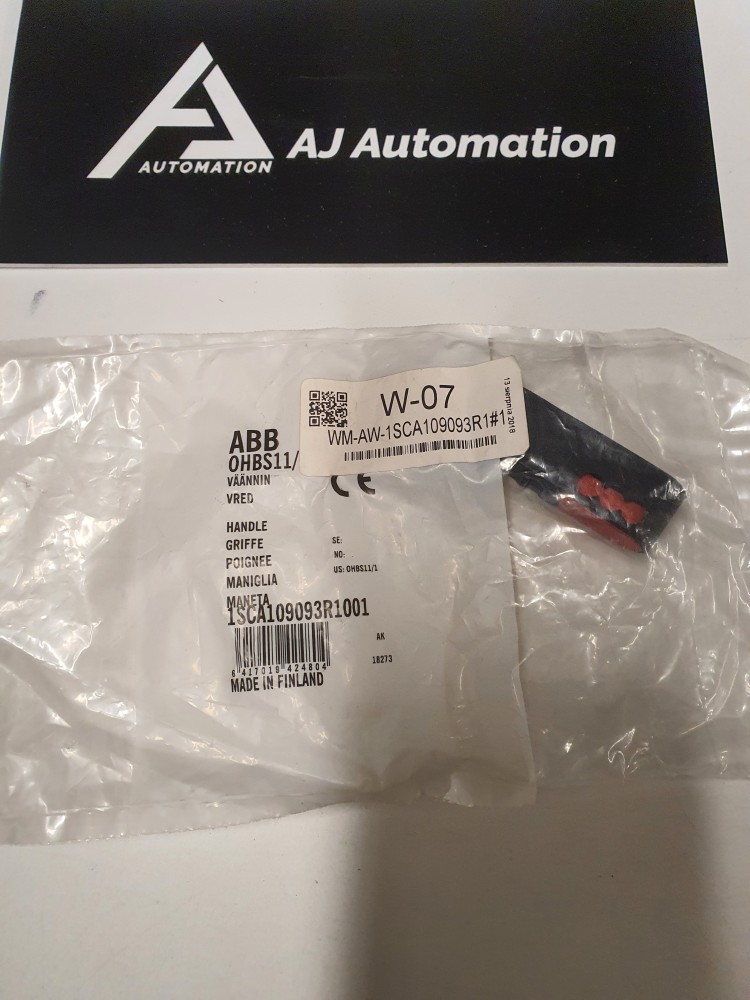 AUTOMATION
AJ Automation
W-07
WM-AW-1SCA109093R1#1
13 sierpnia 2018
ABB
OHBS11/
VÄÄNNIN
VRED
CE
HANDLE
GRIFFE
POIGNEE
MANIGLIA
MANETA
SE:
NO:
US: OHBS11/1
1SCA109093R1001
6 417019 424804
AK
18273
MADE IN FINLAND